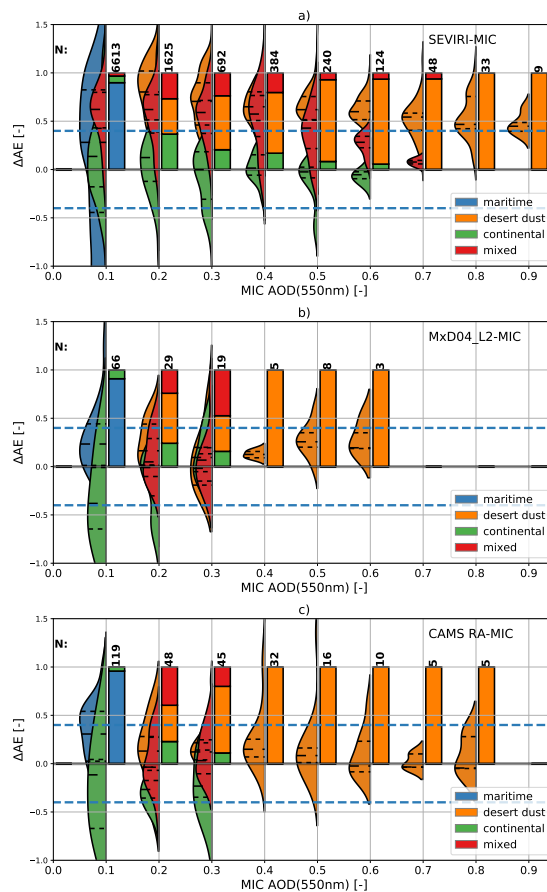 a)
1.5
SEVIRI-MIC
N: 6613 1625 692 384 240 124 48 33 9
1.0
0.5
ΔAE [-]
0.0
−0.5
maritime
desert dust
continental
mixed
−1.0
0.0 0.1 0.2 0.3 0.4 0.5 0.6 0.7 0.8 0.9
MIC AOD(550nm) [-]
b)
1.5
MxD04_L2-MIC
N: 66 29 19 5 8 3
1.0
0.5
ΔAE [-]
0.0
−0.5
maritime
desert dust
continental
mixed
−1.0
0.0 0.1 0.2 0.3 0.4 0.5 0.6 0.7 0.8 0.9
MIC AOD(550nm) [-]
c)
1.5
CAMS RA-MIC
N: 119 48 45 32 16 10 5 5
1.0
0.5
ΔAE [-]
0.0
−0.5
maritime
desert dust
continental
mixed
−1.0
0.0 0.1 0.2 0.3 0.4 0.5 0.6 0.7 0.8 0.9
MIC AOD(550nm) [-]